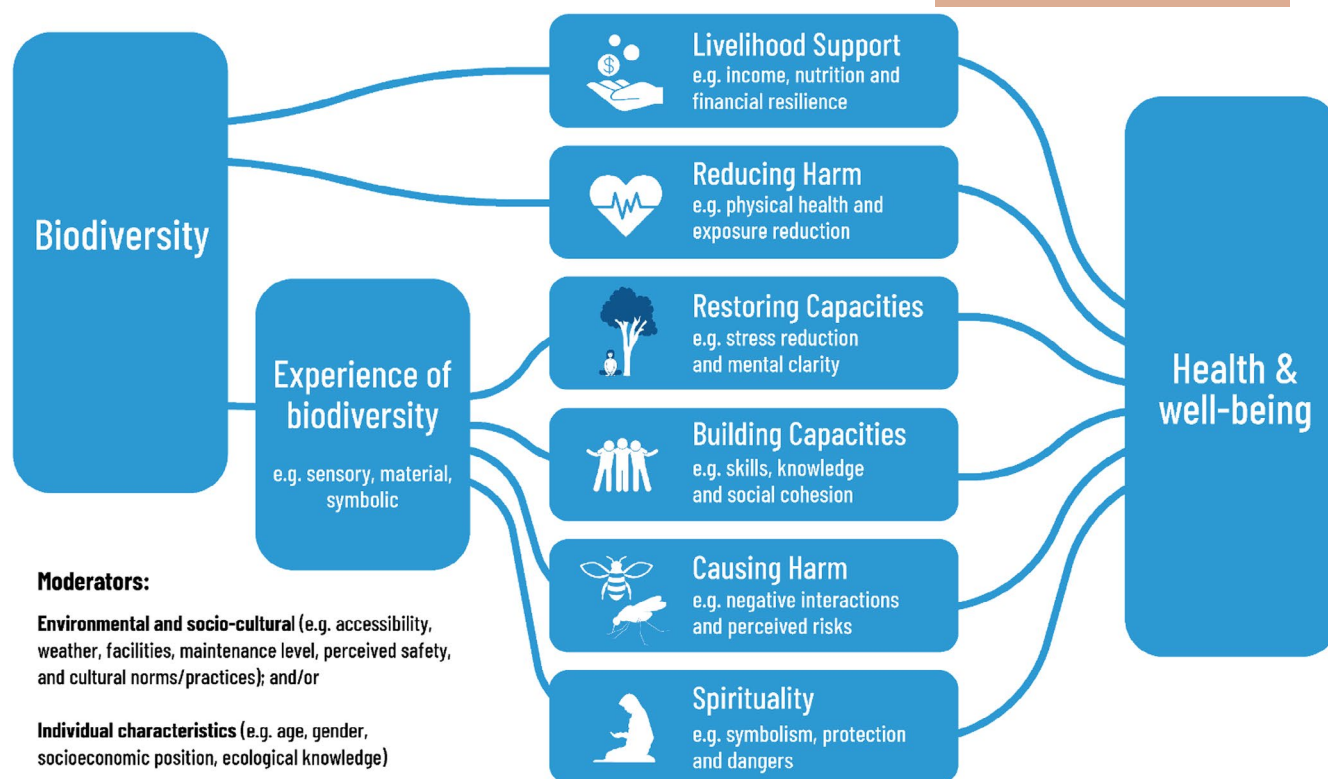 Biodiversity
Experience of
biodiversity
e.g. sensory, material,
symbolic
Livelihood Support
e.g. income, nutrition and
financial resilience
Reducing Harm
e.g. physical health and
exposure reduction
Restoring Capacities
e.g. stress reduction
and mental clarity
Building Capacities
e.g. skills, knowledge
and social cohesion
Causing Harm
e.g. negative interactions
and perceived risks
Spirituality
e.g. symbolism, protection
and dangers
Health &
well-being
Moderators:
Environmental and socio-cultural (e.g. accessibility,
weather, facilities, maintenance level, perceived safety,
and cultural norms/practices); and/or
Individual characteristics (e.g. age, gender,
socioeconomic position, ecological knowledge)